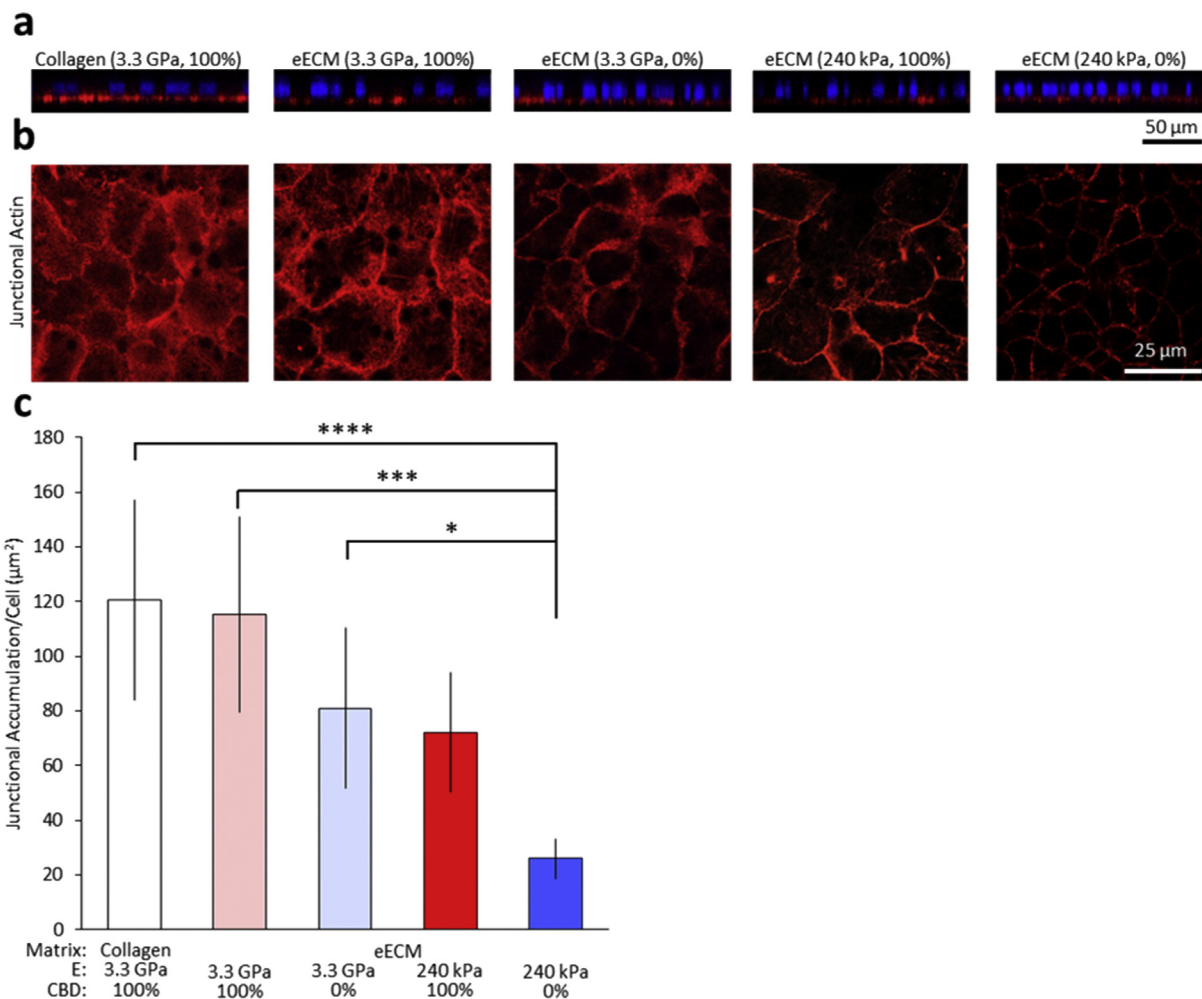 a
Collagen (3.3 GPa, 100%) eECM (3.3 GPa, 100%) eECM (3.3 GPa, 0%) eECM (240 kPa, 100%) eECM (240 kPa, 0%)
50 µm
b
Junctional Actin
25 µm
c
****
***
*
Junctional Accumulation/Cell (µm²)
180
160
140
120
100
80
60
40
20
0
Matrix: Collagen eECM
E: 3.3 GPa 3.3 GPa 3.3 GPa 240 kPa 240 kPa
CBD: 100% 100% 0% 100% 0%